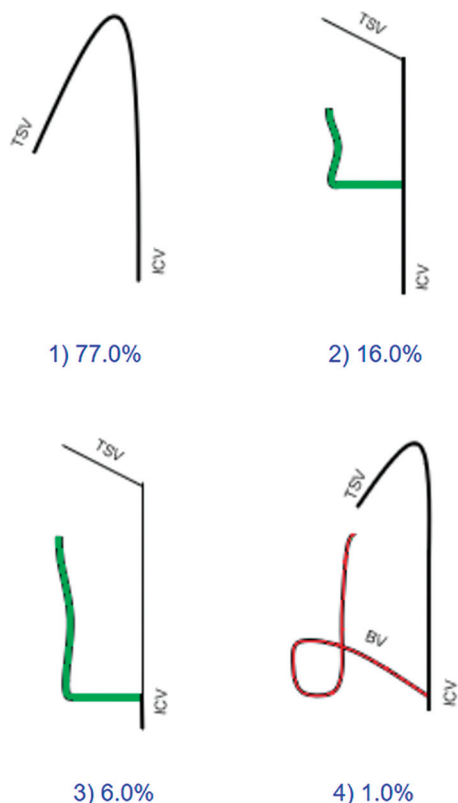 TSV
ICV
1) 77.0%
TSV
ICV
2) 16.0%
TSV
ICV
3) 6.0%
TSV
BV
ICV
4) 1.0%